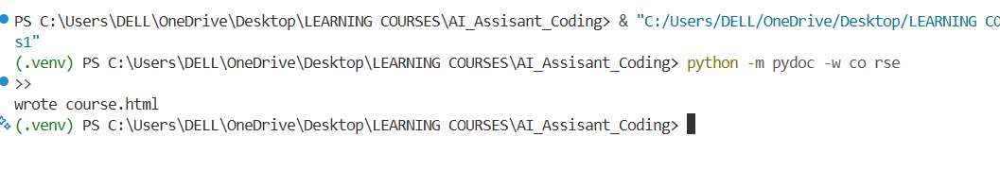 PS C:\Users\DELL\OneDrive\Desktop\LEARNING COURSES\AI_Assisant_Coding> & "C:/Users/DELL/OneDrive/Desktop/LEARNING CO
s1"
(.venv) PS C:\Users\DELL\OneDrive\Desktop\LEARNING COURSES\AI_Assisant_Coding> python -m pydoc -w co rse
>>
wrote course.html
(.venv) PS C:\Users\DELL\OneDrive\Desktop\LEARNING COURSES\AI_Assisant_Coding>